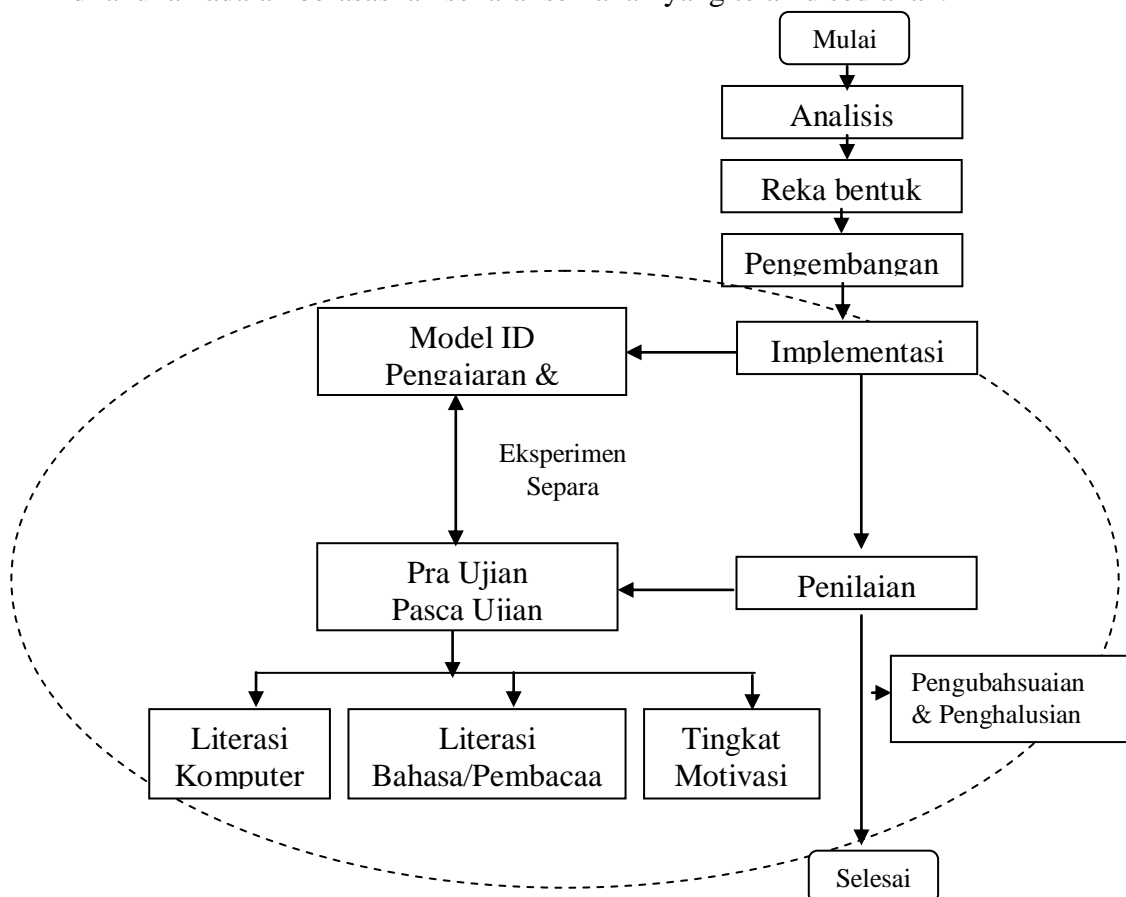 Mulai
Analisis
Reka bentuk
Pengembangan
Implementasi
Model ID
Pengajaran &
Eksperimen
Separa
Pra Ujian
Pasca Ujian
Penilaian
Pengubahsuaian
& Penghalusian
Literasi
Komputer
Literasi
Bahasa/Pembacaa
Tingkat
Motivasi
Selesai